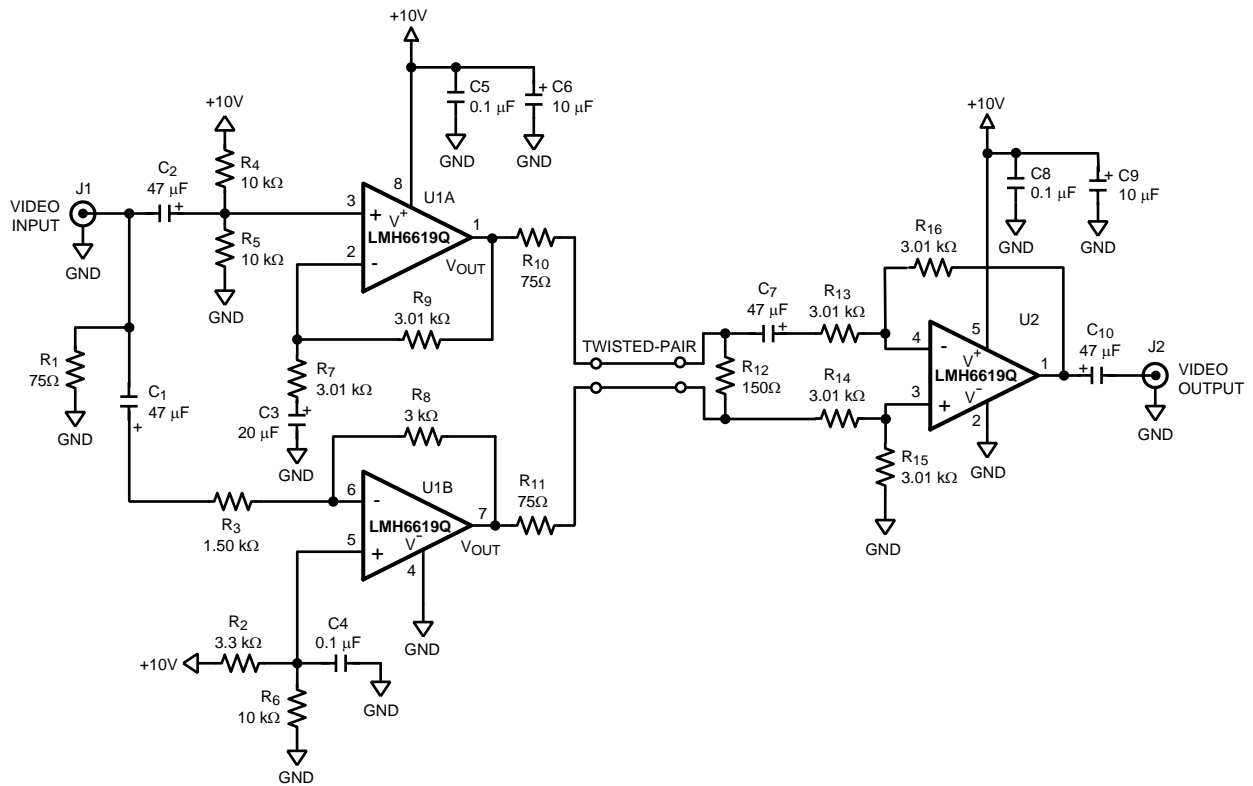 +10V
C5
0.1 µF
+ C6
10 µF
GND
GND
+10V
R4
10 kΩ
C2
47 µF
+
J1
VIDEO
INPUT
GND
R5
10 kΩ
GND
3
+
V+
8
U1A
LMH6619Q
1
2
-
VOUT
R10
75Ω
R9
3.01 kΩ
R7
3.01 kΩ
C3
20 µF
+
GND
R1
75Ω
GND
C1
47 µF
+
R8
3 kΩ
R3
1.50 kΩ
6
-
U1B
LMH6619Q
7
5
+
V-
4
VOUT
R11
75Ω
GND
R2
3.3 kΩ
+10V
C4
0.1 µF
GND
R6
10 kΩ
GND
TWISTED-PAIR
R12
150Ω
C7
47 µF
+
R13
3.01 kΩ
R14
3.01 kΩ
R15
3.01 kΩ
GND
R16
3.01 kΩ
+10V
C8
0.1 µF
+ C9
10 µF
GND
GND
4
-
5
V+
U2
LMH6619Q
1
3
+
V-
2
GND
C10
47 µF
+
J2
VIDEO
OUTPUT
GND